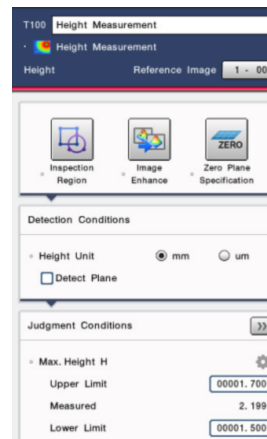 T100 Height Measurement
Height Measurement
Height Reference Image 1 - 00
ZERO
Inspection Region
Image Enhance
Zero Plane Specification
Detection Conditions
Height Unit mm um
Detect Plane
Judgment Conditions >>
Max. Height H
Upper Limit 00001.700
Measured 2.199
Lower Limit 00001.500